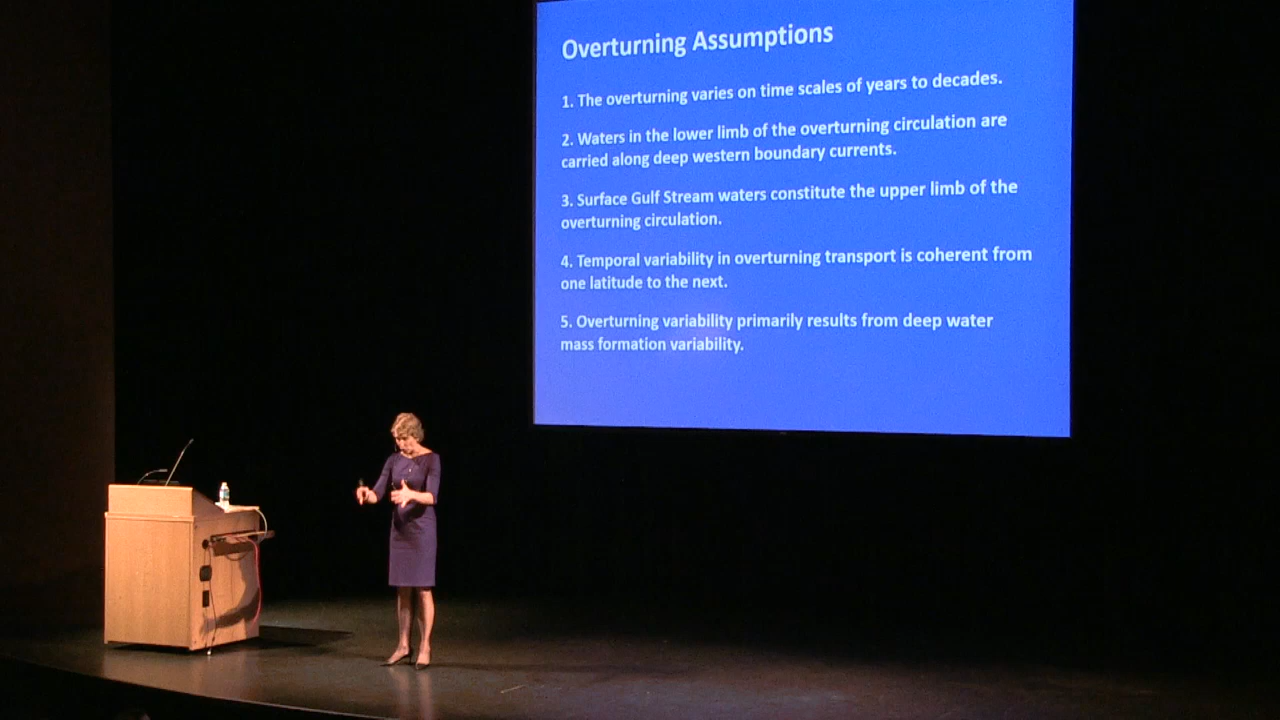 Overturning Assumptions
1. The overturning varies on time scales of years to decades.
2. Waters in the lower limb of the overturning circulation are
carried along deep western boundary currents.
3. Surface Gulf Stream waters constitute the upper limb of the
overturning circulation.
4. Temporal variability in overturning transport is coherent from
one latitude to the next.
5. Overturning variability primarily results from deep water
mass formation variability.